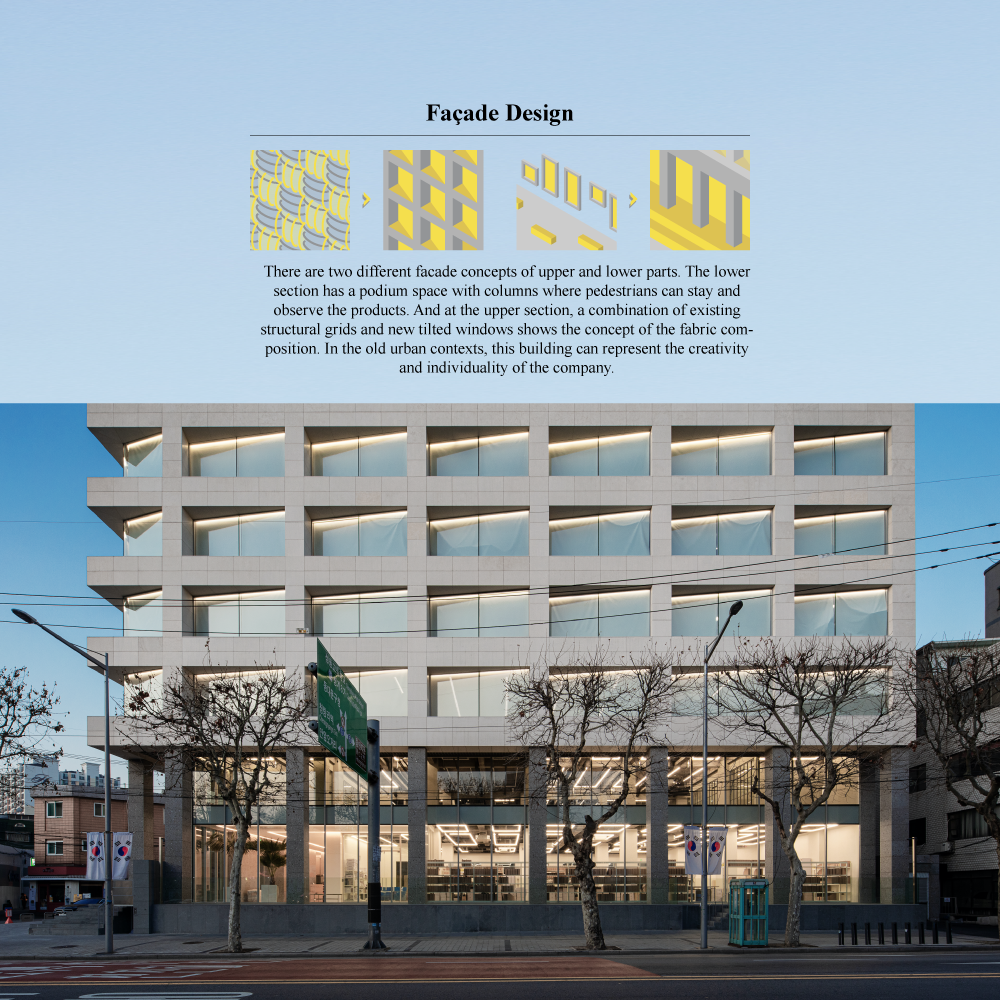 Façade Design
There are two different facade concepts of upper and lower parts. The lower
section has a podium space with columns where pedestrians can stay and
observe the products. And at the upper section, a combination of existing
structural grids and new tilted windows shows the concept of the fabric com-
position. In the old urban contexts, this building can represent the creativity
and individuality of the company.